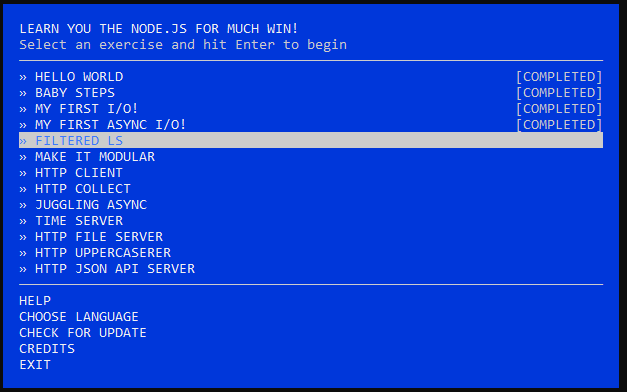 LEARN YOU THE NODE.JS FOR MUCH WIN!
Select an exercise and hit Enter to begin
» HELLO WORLD [COMPLETED]
» BABY STEPS [COMPLETED]
» MY FIRST I/O! [COMPLETED]
» MY FIRST ASYNC I/O! [COMPLETED]
» FILTERED LS
» MAKE IT MODULAR
» HTTP CLIENT
» HTTP COLLECT
» JUGGLING ASYNC
» TIME SERVER
» HTTP FILE SERVER
» HTTP UPPERCASERER
» HTTP JSON API SERVER
HELP
CHOOSE LANGUAGE
CHECK FOR UPDATE
CREDITS
EXIT